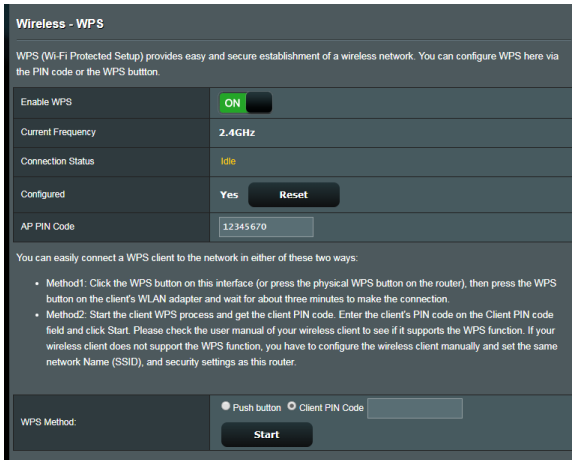 Wireless - WPS
WPS (Wi-Fi Protected Setup) provides easy and secure establishment of a wireless network. You can configure WPS here via
the PIN code or the WPS buttton.
Enable WPS
ON
Current Frequency
2.4GHz
Connection Status
Idle
Configured
Yes Reset
AP PIN Code
12345670
You can easily connect a WPS client to the network in either of these two ways:
• Method1: Click the WPS button on this interface (or press the physical WPS button on the router), then press the WPS
button on the client's WLAN adapter and wait for about three minutes to make the connection.
• Method2: Start the client WPS process and get the client PIN code. Enter the client's PIN code on the Client PIN code
field and click Start. Please check the user manual of your wireless client to see if it supports the WPS function. If your
wireless client does not support the WPS function, you have to configure the wireless client manually and set the same
network Name (SSID), and security settings as this router.
WPS Method:
Push button Client PIN Code
Start